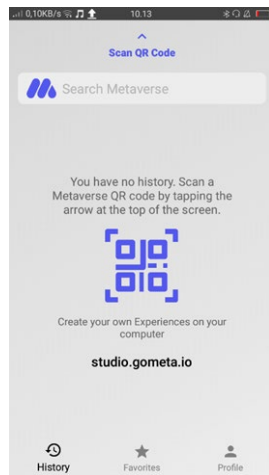 0,10KB/s
10.13
Scan QR Code
Search Metaverse
You have no history. Scan a
Metaverse QR code by tapping the
arrow at the top of the screen.
Create your own Experiences on your
computer
studio.gometa.io
History
Favorites
Profile